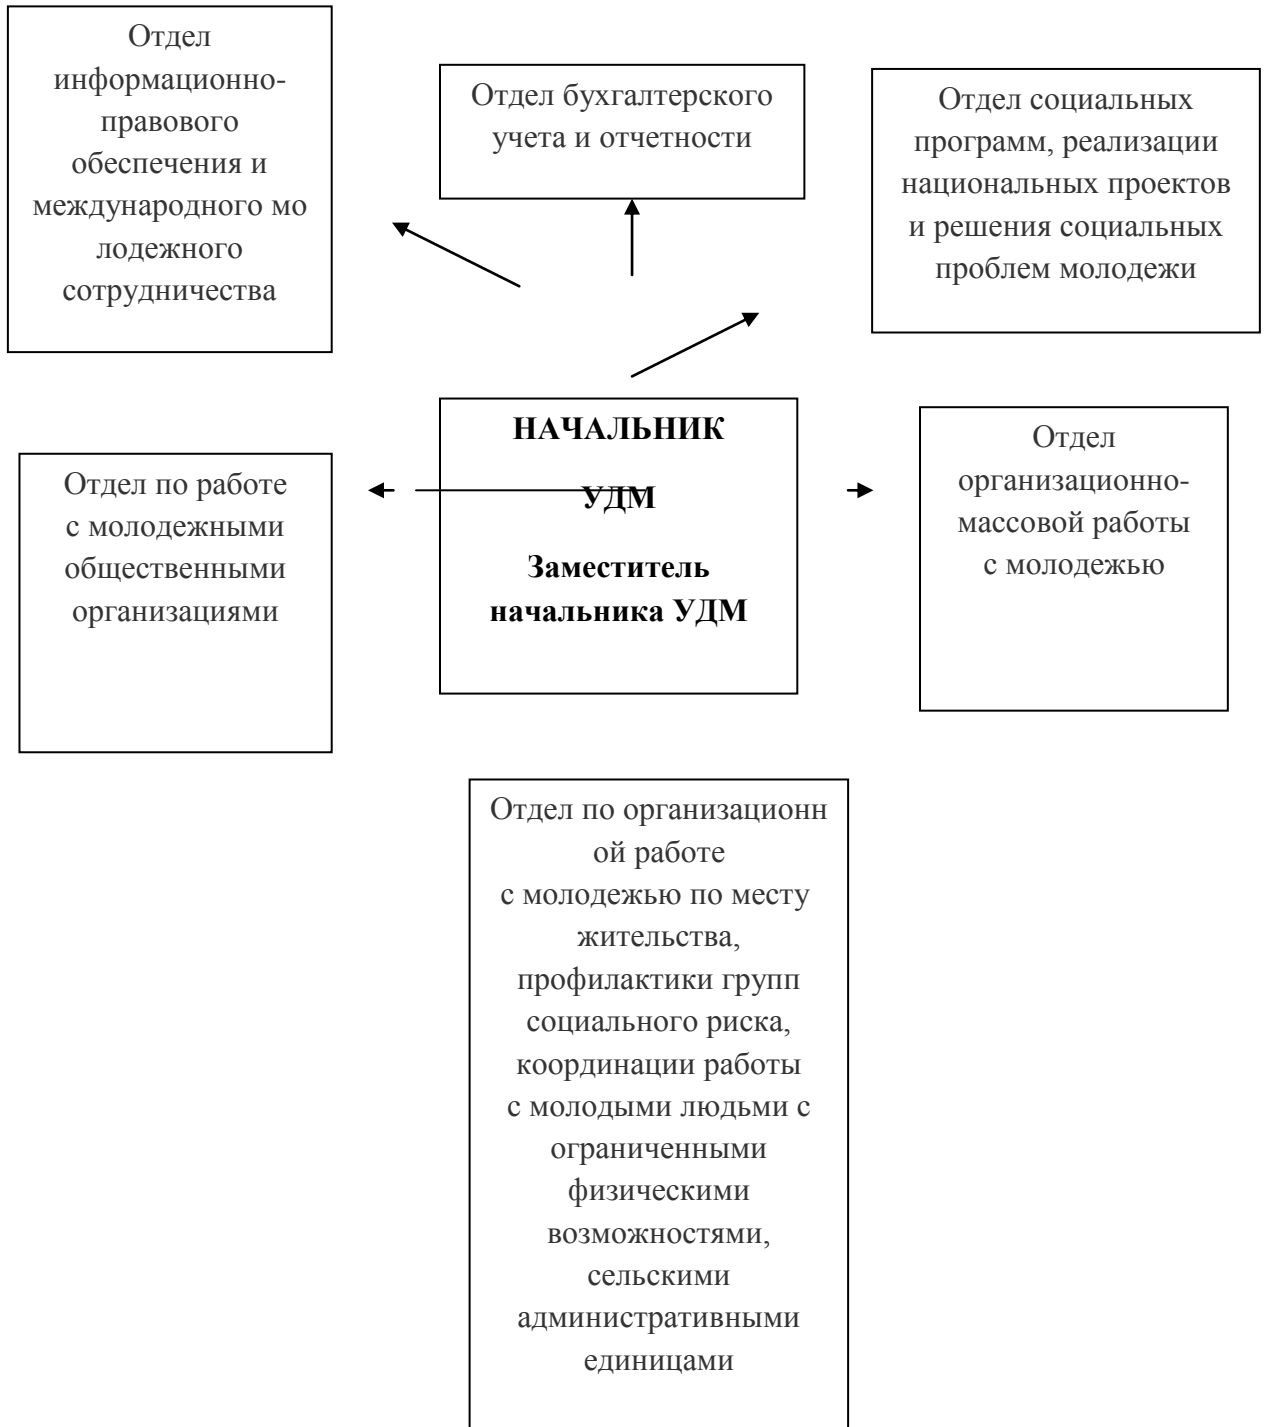 Отдел
информационно-
правового
обеспечения и
международного мо
лодежного
сотрудничества
Отдел бухгалтерского
учета и отчетности
Отдел социальных
программ, реализации
национальных проектов
и решения социальных
проблем молодежи
Отдел по работе
с молодежными
общественными
организациями
НАЧАЛЬНИК
УДМ
Заместитель
начальника УДМ
Отдел
организационно-
массовой работы
с молодежью
Отдел по организационн
ой работе
с молодежью по месту
жительства,
профилактики групп
социального риска,
координации работы
с молодыми людьми с
ограниченными
физическими
возможностями,
сельскими
административными
единицами